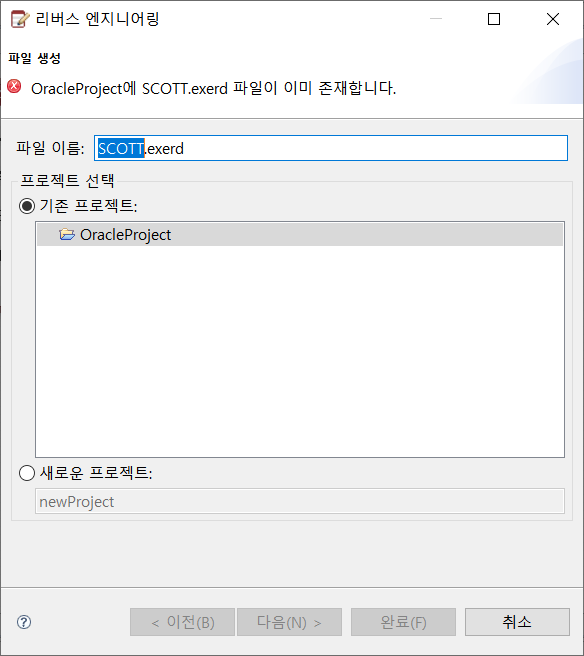 리버스 엔지니어링
파일 생성
OracleProject에 SCOTT.exerd 파일이 이미 존재합니다.
파일 이름: SCOTT.exerd
프로젝트 선택
기존 프로젝트:
OracleProject
새로운 프로젝트:
newProject
< 이전(B) 다음(N) > 완료(F) 취소